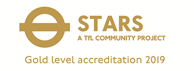 STARS
A TfL COMMUNITY PROJECT
Gold level accreditation 2019